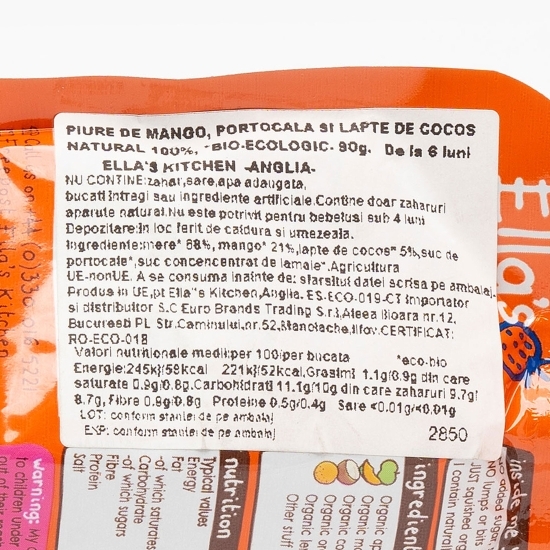 PIURE DE MANGO, PORTOCALA SI LAPTE DE COCOS
NATURAL 100%, -BIO-ECOLOGIC- 90g. De la 6 luni
ELLA'S KITCHEN -ANGLIA-
NU CONTINE:zahar,sare,apa adaugata,
bucati intregi sau ingrediente artificiale.Contine doar zaharuri
aparute natural.Nu este potrivit pentru bebelusi sub 4 luni
Depozitare:in loc ferit de caldura si umezeala.
Ingrediente:mere* 68%, mango* 21%,lapte de cocos* 5%,suc de
portocale*,suc concentrat de lamaie*.Agricultura
UE-nonUE. A se consuma inainte de: sfarsitul datei scrisa pe ambalaj.
Produs in UE,pt Ella"s Kitchen,Anglia. ES-ECO-019-CT Importator
si distribuitor S.C Euro Brands Trading S.r.l,Aleea Bioara nr.12,
Bucuresti PL Str.Caminului,nr.52,Stanotache,Ilfov.CERTIFICAT:
RO-ECO-018
Valori nutritionale medii:per 100|per bucata *eco-bio
Energie:245kj/58kcal 221kj|52kcal,Grasimi 1.1g|0.9g din care
saturate 0.9g/0.8g.Carbohidrati 11.1g/10g din care zaharuri 9.7g|
8.7g,Fibre 0.9g/0.8g Proteine 0.5g/0.4g Sare <0.01g/<0.01g
LOT: conform stantei de pe ambalaj
EXP: conform stantei de pe ambalaj 2850
Ella's
nutrition
Typical values
Energy
Fat
of which saturates
Carbohydrate
of which sugars
Fibre
Protein
Salt
ingredient
Organic
Organic
Organic
Organic
Organic
Other stuff
inside me
NO lumps or
JUST squished
I contain natural
warning:
to children under